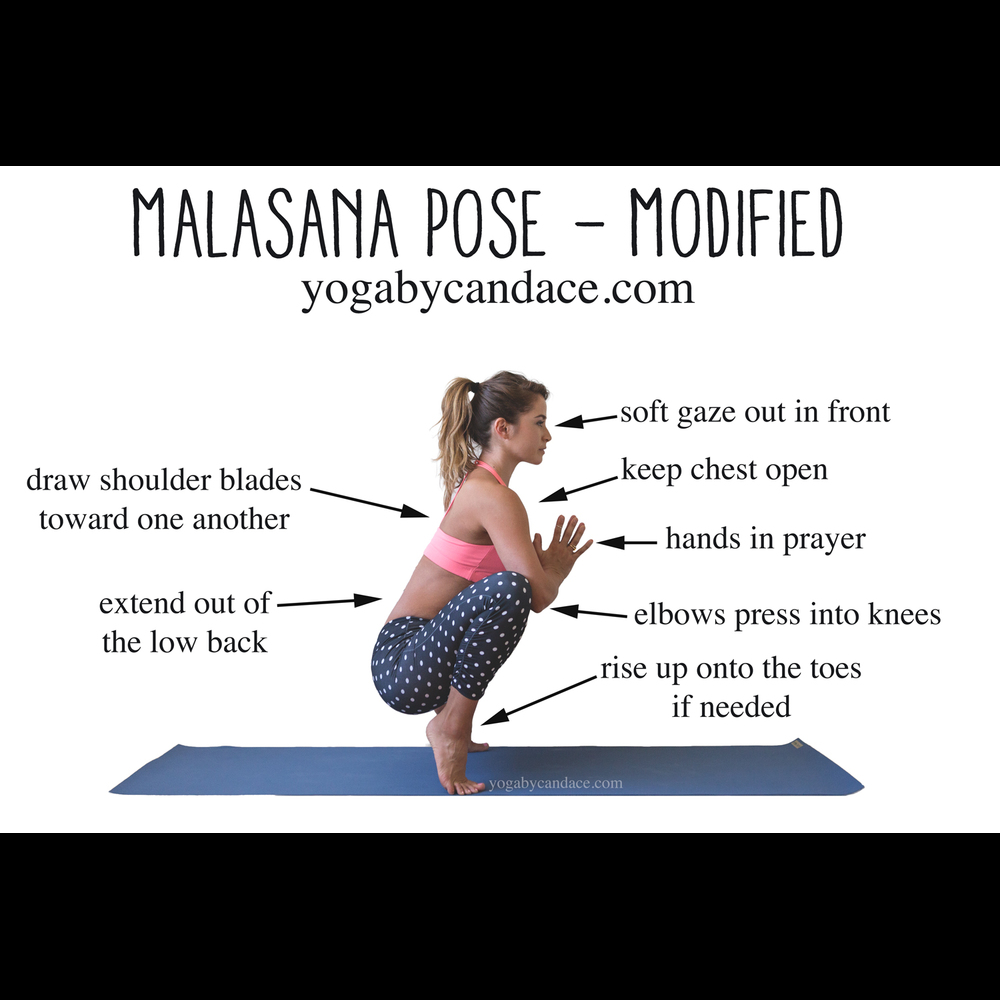 MALASANA POSE - MODIFIED
yogabycandace.com
soft gaze out in front
keep chest open
draw shoulder blades
toward one another
hands in prayer
extend out of
the low back
elbows press into knees
rise up onto the toes
if needed
yogabycandace.com